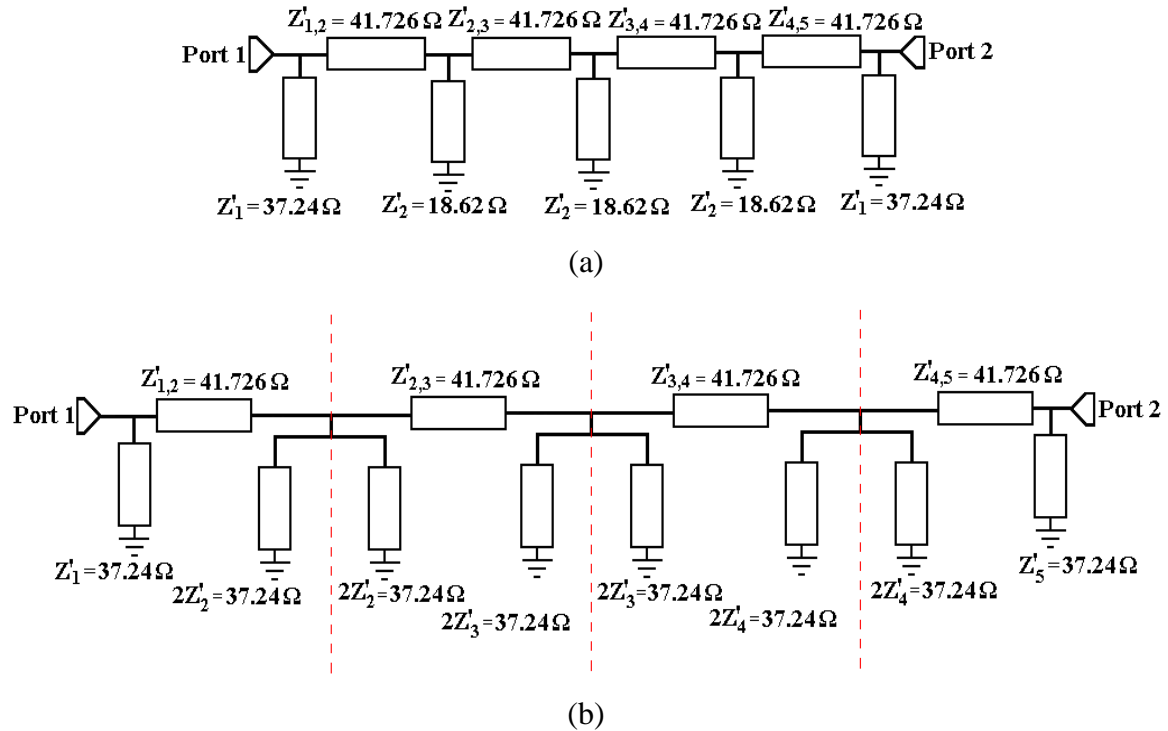 Z'1,2 = 41.726 Ω Z'2,3 = 41.726 Ω Z'3,4 = 41.726 Ω Z'4,5 = 41.726 Ω
Port 1 Port 2
Z'1 = 37.24 Ω Z'2 = 18.62 Ω Z'2 = 18.62 Ω Z'2 = 18.62 Ω Z'1 = 37.24 Ω
(a)
Z'1,2 = 41.726 Ω Z'2,3 = 41.726 Ω Z'3,4 = 41.726 Ω Z'4,5 = 41.726 Ω
Port 1 Port 2
Z'1 = 37.24 Ω 2Z'2 = 37.24 Ω 2Z'2 = 37.24 Ω 2Z'3 = 37.24 Ω 2Z'3 = 37.24 Ω 2Z'4 = 37.24 Ω 2Z'4 = 37.24 Ω Z'5 = 37.24 Ω
(b)